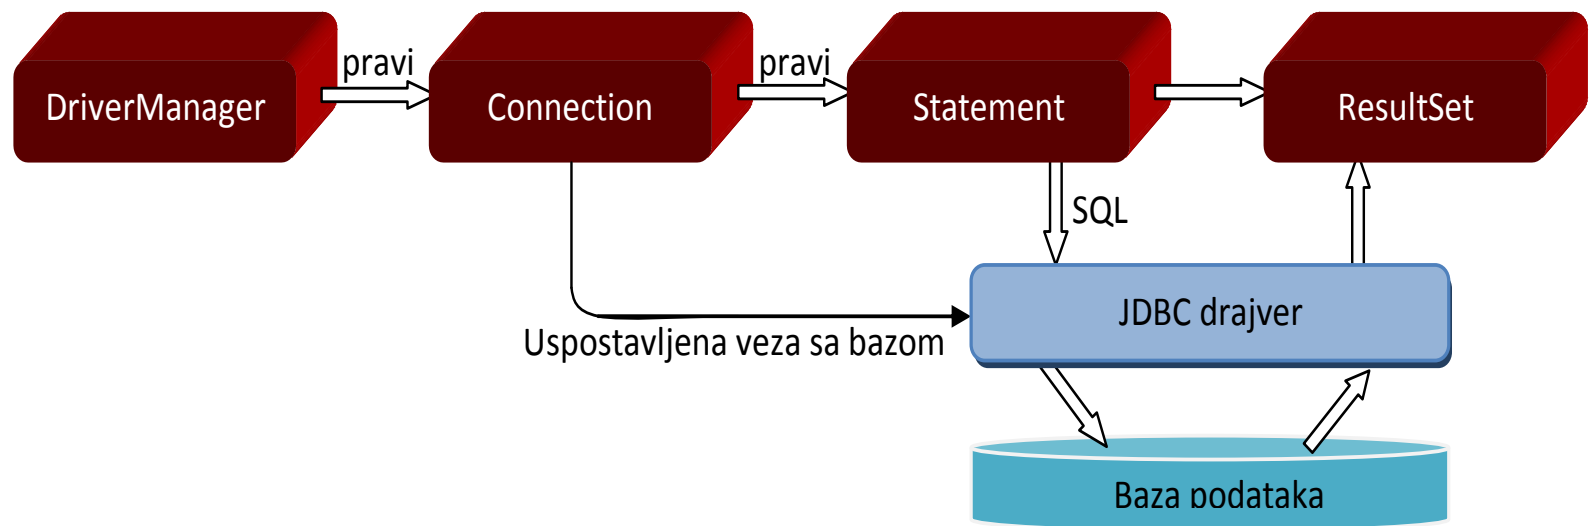 pravi
pravi
DriverManager
Connection
Statement
ResultSet
SQL
JDBC drajver
Uspostavljena veza sa bazom
Baza podataka